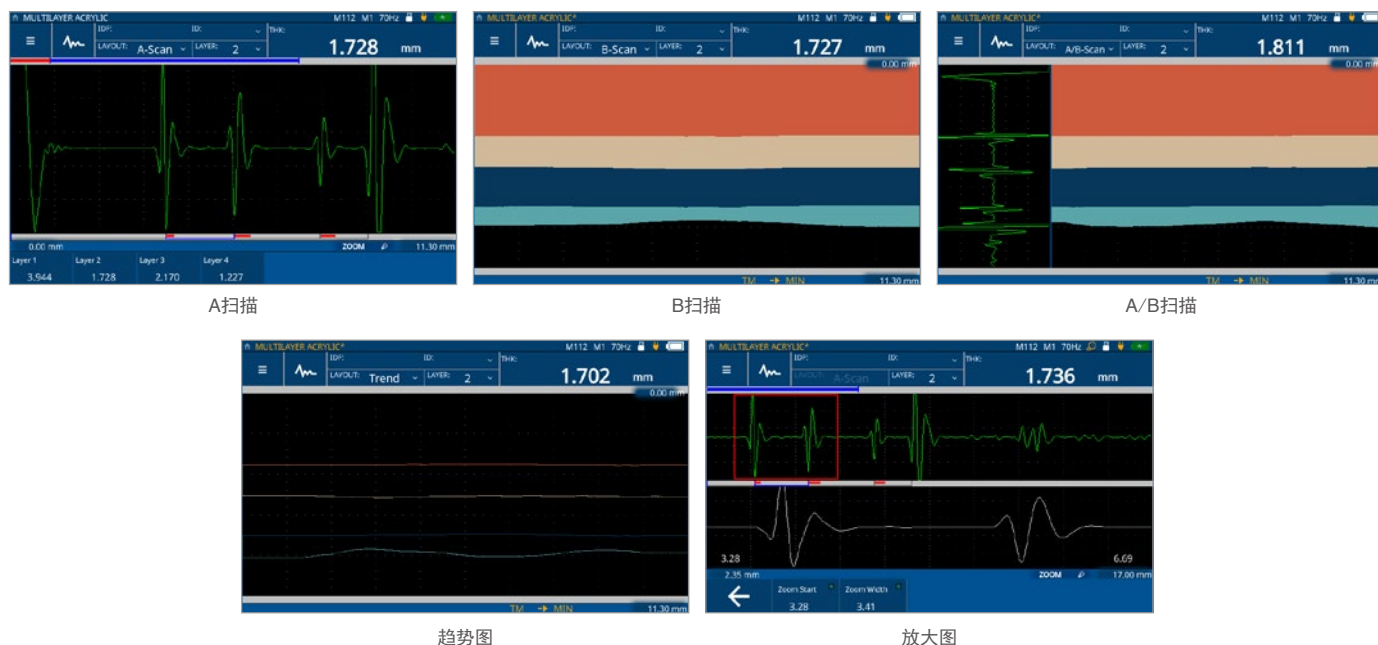 MULTILAYER ACRYLIC M112 M1 70Hz
IDP: ID: THK:
LAYOUT: A-Scan LAYER: 2 1.728 mm
0.00 mm ZOOM 11.30 mm
Layer 1 Layer 2 Layer 3 Layer 4
3.944 1.728 2.170 1.227
A扫描
MULTILAYER ACRYLIC* M112 M1 70Hz
IDP: ID: THK:
LAYOUT: B-Scan LAYER: 2 1.727 mm
0.00 mm
TM MIN 11.30 mm
B扫描
MULTILAYER ACRYLIC* M112 M1 70Hz
IDP: ID: THK:
LAYOUT: A/B-Scan LAYER: 2 1.811 mm
0.00 mm
TM MIN 11.30 mm
A/B扫描
MULTILAYER ACRYLIC* M112 M1 70Hz
IDP: ID: THK:
LAYOUT: Trend LAYER: 2 1.702 mm
0.00 mm
TM MIN 11.30 mm
趋势图
MULTILAYER ACRYLIC* M112 M1 70Hz
IDP: ID: THK:
LAYOUT: A-Scan LAYER: 2 1.736 mm
3.28 6.69
2.35 mm ZOOM 17.00 mm
Zoom Start Zoom Width
3.28 3.41
放大图